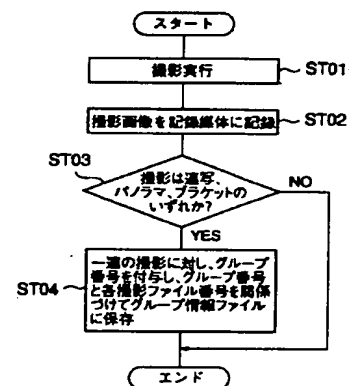 スタート
撮影実行
ST01
撮影画像を記録媒体に記録
ST02
ST03
撮影は連写、
パノラマ、ブラケットの
いずれか?
NO
YES
一連の撮影に対し、グループ
番号を付与し、グループ番号
と各撮影ファイル番号を関係
づけてグループ情報ファイル
に保存
ST04
エンド